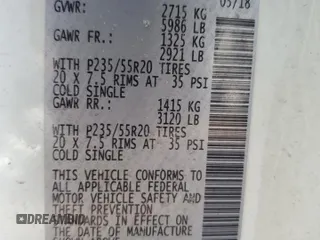 GVWR: 2715 KG
5986 LB
GAWR FR.: 1325 KG
2921 LB
WITH P235/55R20 TIRES
20 X 7.5 RIMS AT 35 PSI
COLD SINGLE
GAWR RR.: 1415 KG
3120 LB
WITH P235/55R20 TIRES
20 X 7.5 RIMS AT 35 PSI
COLD SINGLE
THIS VEHICLE CONFORMS TO
ALL APPLICABLE FEDERAL
MOTOR VEHICLE SAFETY AND
THEFT PREVENTION
STANDARDS IN EFFECT ON
THE DATE OF MANUFACTURE
DREAMBID